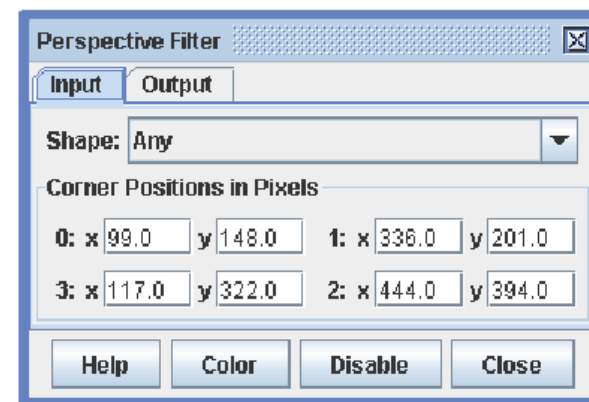 Perspective Filter
Input Output
Shape: Any
Corner Positions in Pixels
0: x 99.0 y 148.0 1: x 336.0 y 201.0
3: x 117.0 y 322.0 2: x 444.0 y 394.0
Help Color Disable Close